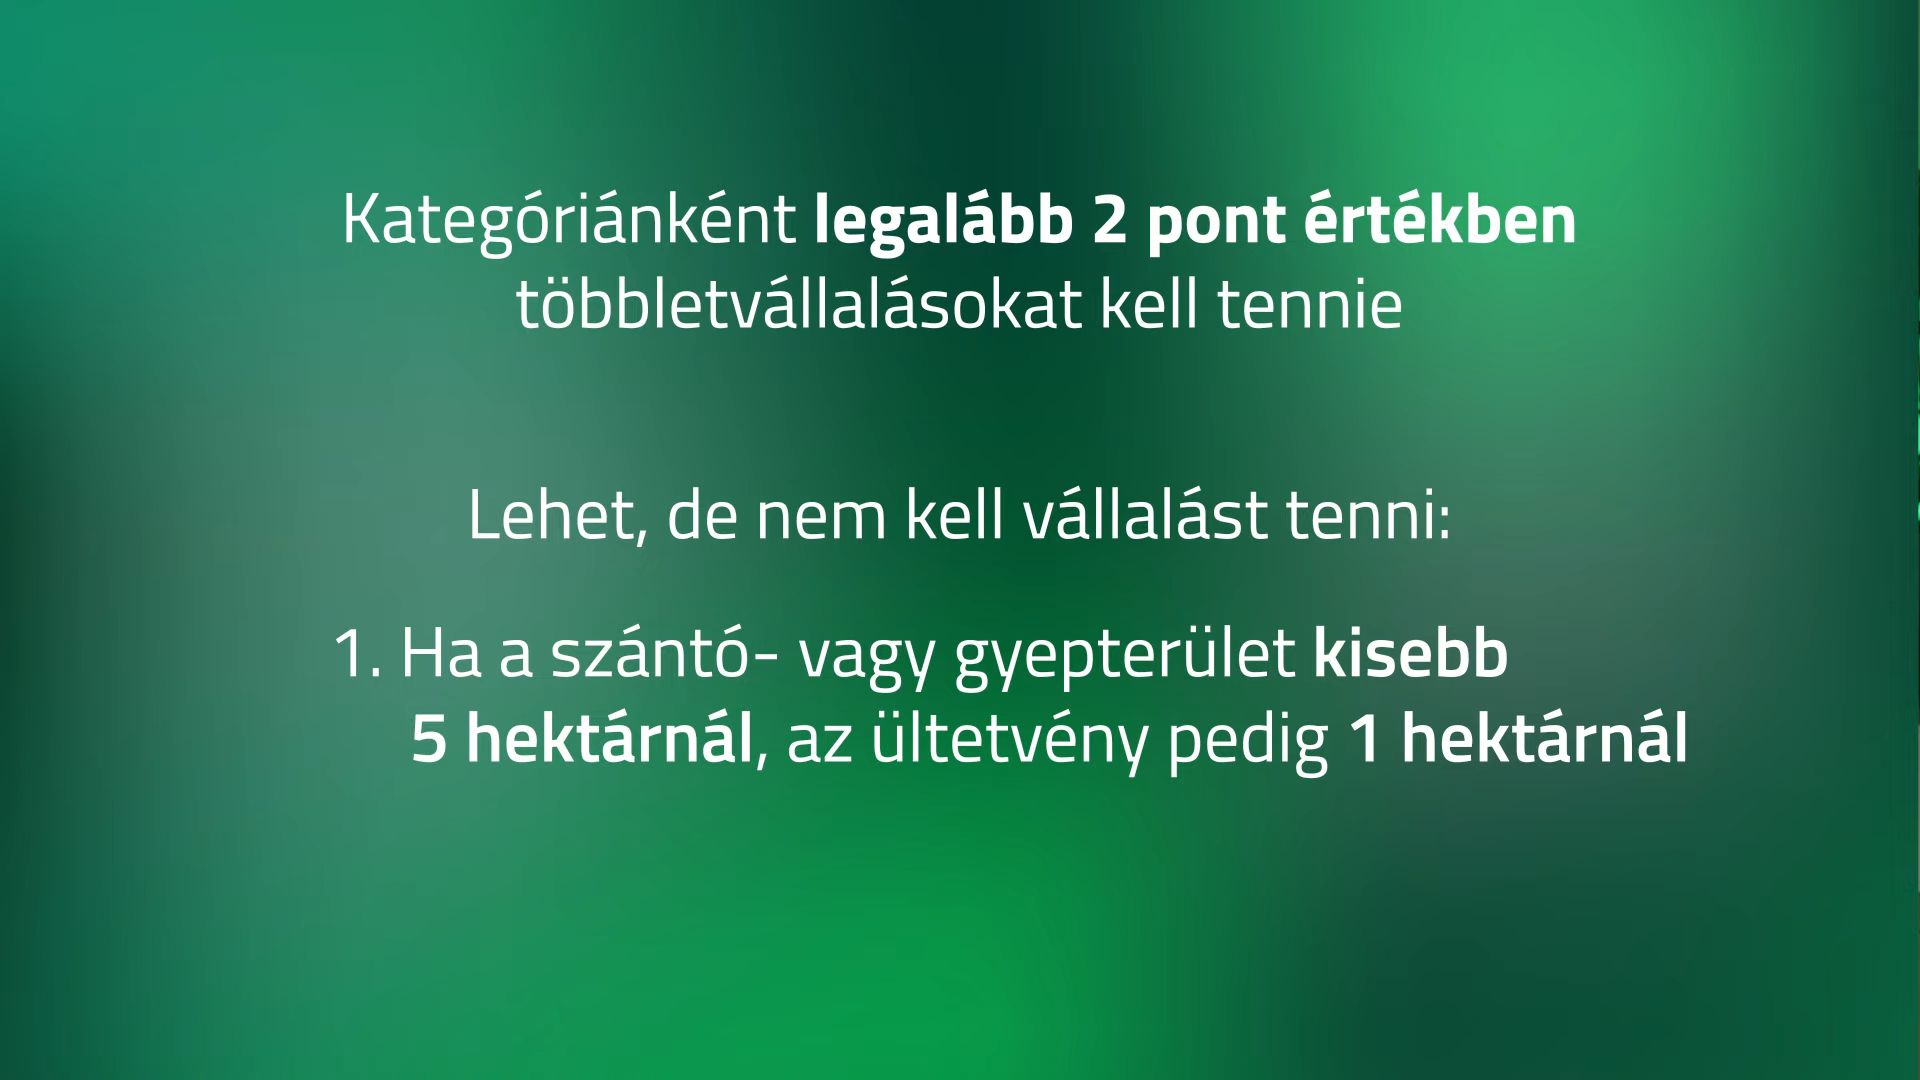 Kategóriánként legalább 2 pont értékben
többletvállalásokat kell tennie
Lehet, de nem kell vállalást tenni:
1. Ha a szántó- vagy gyepterület kisebb
5 hektárnál, az ültetvény pedig 1 hektárnál